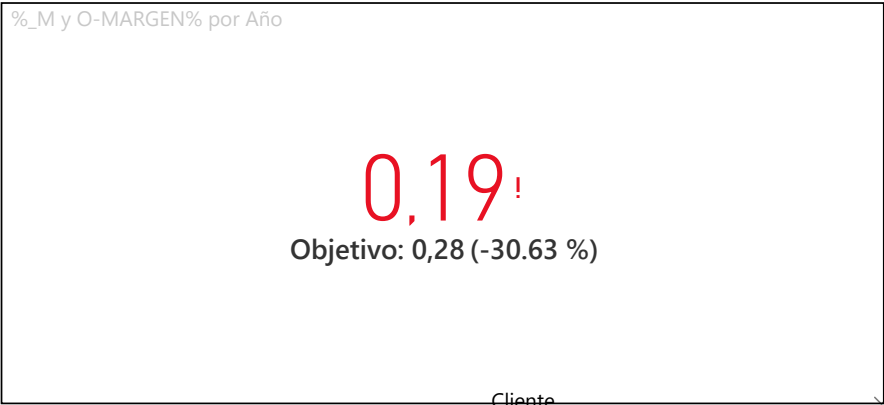 %_M y O-MARGEN% por Año
0,19!
Objetivo: 0,28 (-30.63 %)
Cliente